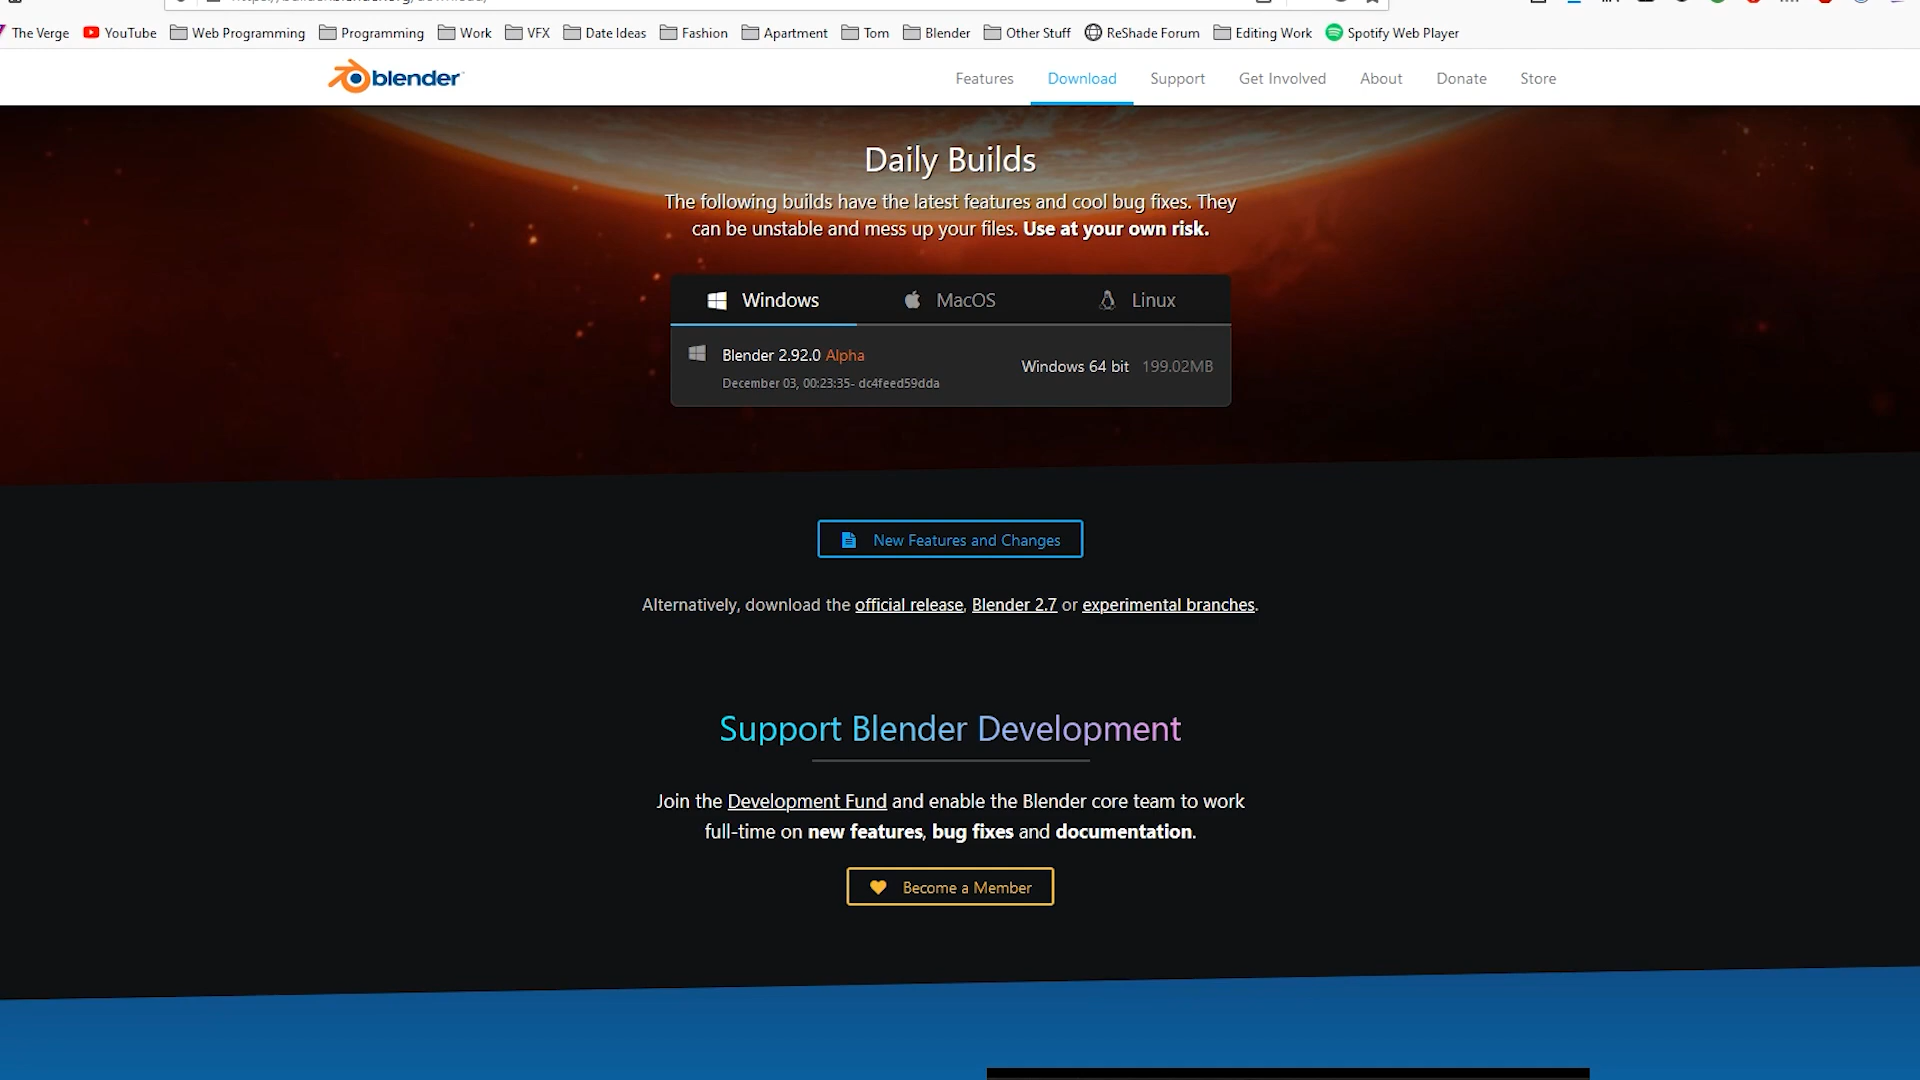 The Verge YouTube Web Programming Programming Work VFX Date Ideas Fashion Apartment Tom Blender Other Stuff ReShade Forum Editing Work Spotify Web Player
blender Features Download Support Get Involved About Donate Store
Daily Builds
The following builds have the latest features and cool bug fixes. They
can be unstable and mess up your files. Use at your own risk.
Windows MacOS Linux
Blender 2.92.0 Alpha
Windows 64 bit 199.02MB
December 03, 00:23:35- dc4feed59dda
New Features and Changes
Alternatively, download the official release, Blender 2.7 or experimental branches.
Support Blender Development
Join the Development Fund and enable the Blender core team to work
full-time on new features, bug fixes and documentation.
Become a Member